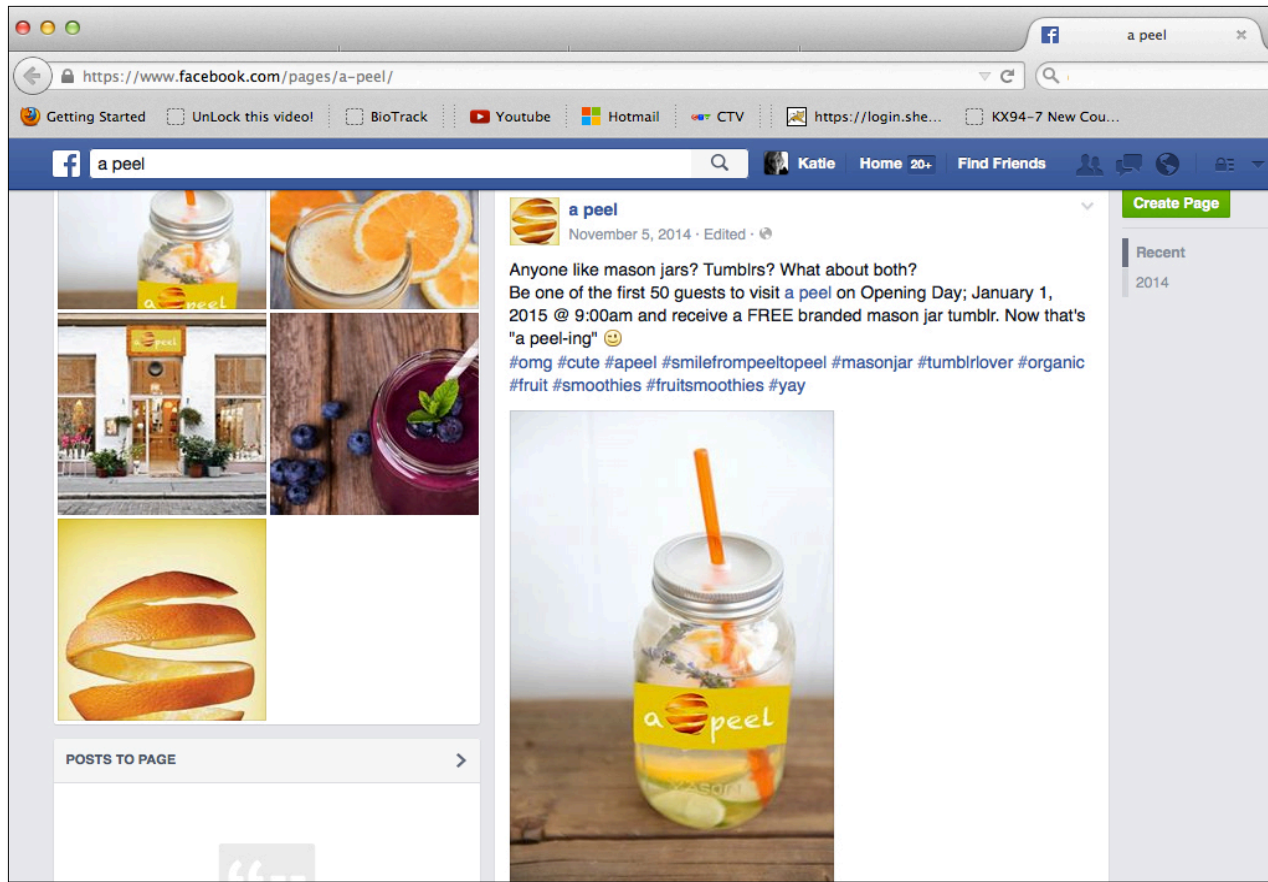 a peel
https://www.facebook.com/pages/a-peel/
Getting Started UnLock this video! BioTrack Youtube Hotmail CTV https://login.she... KX94-7 New Cou...
a peel Katie Home 20+ Find Friends
a peel
Create Page
November 5, 2014 · Edited ·
Recent
2014
Anyone like mason jars? Tumblrs? What about both?
Be one of the first 50 guests to visit a peel on Opening Day; January 1,
2015 @ 9:00am and receive a FREE branded mason jar tumblr. Now that's
"a peel-ing" 😉
#omg #cute #apeel #smilefrompeeltopeel #masonjar #tumblrlover #organic
#fruit #smoothies #fruitsmoothies #yay
a peel
a peel
a peel
MASON
POSTS TO PAGE